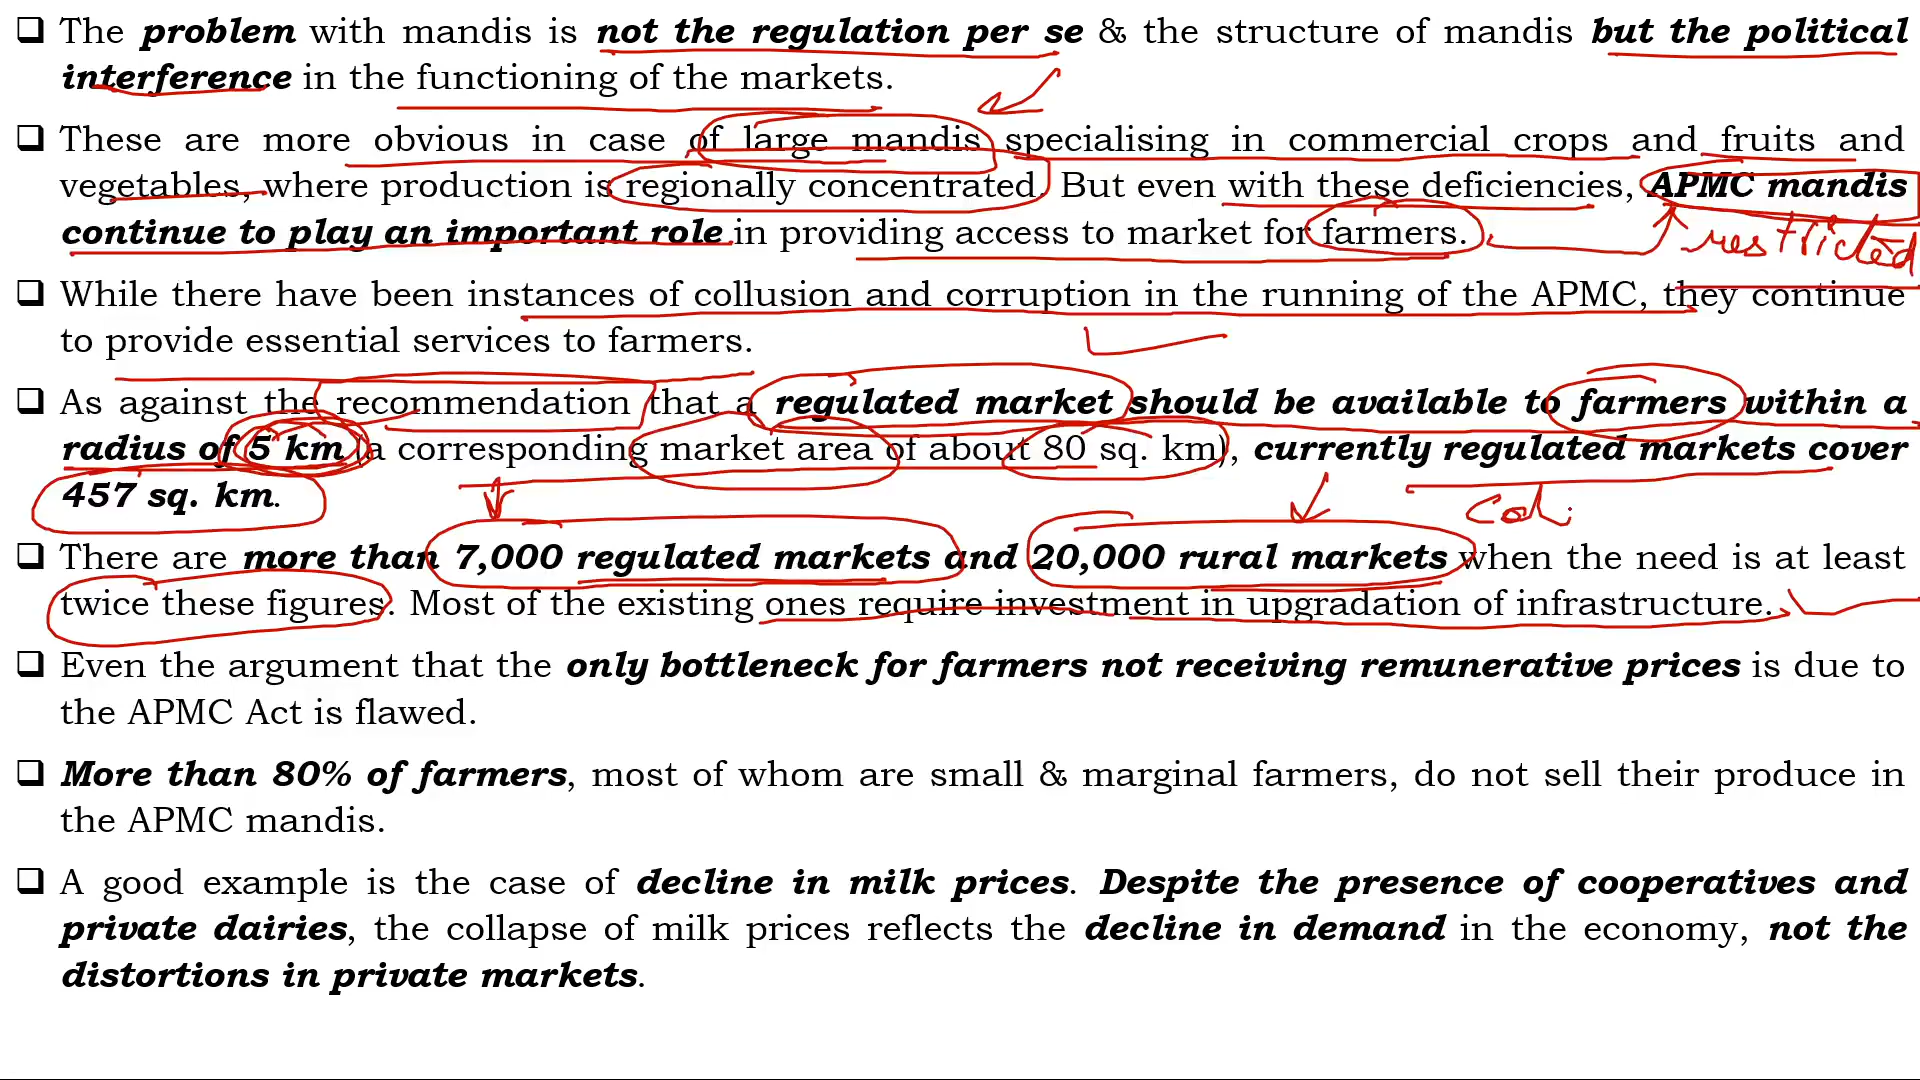 ❑ The problem with mandis is not the regulation per se & the structure of mandis but the political
interference in the functioning of the markets.
❑ These are more obvious in case of large mandis specialising in commercial crops and fruits and
vegetables, where production is regionally concentrated. But even with these deficiencies, APMC mandis
continue to play an important role in providing access to market for farmers.
restricted
❑ While there have been instances of collusion and corruption in the running of the APMC, they continue
to provide essential services to farmers.
❑ As against the recommendation that a regulated market should be available to farmers within a
radius of 5 km (a corresponding market area of about 80 sq. km), currently regulated markets cover
457 sq. km.
❑ There are more than 7,000 regulated markets and 20,000 rural markets when the need is at least
twice these figures. Most of the existing ones require investment in upgradation of infrastructure.
❑ Even the argument that the only bottleneck for farmers not receiving remunerative prices is due to
the APMC Act is flawed.
❑ More than 80% of farmers, most of whom are small & marginal farmers, do not sell their produce in
the APMC mandis.
❑ A good example is the case of decline in milk prices. Despite the presence of cooperatives and
private dairies, the collapse of milk prices reflects the decline in demand in the economy, not the
distortions in private markets.